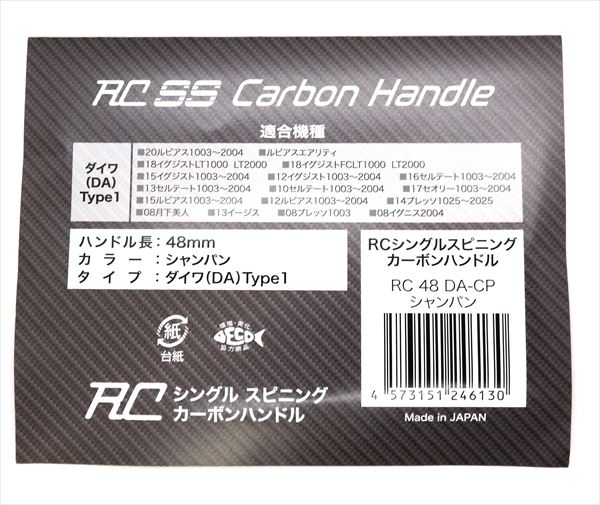 RC SS Carbon Handle
適合機種
ダイワ
(DA)
Type1
■20ルビアス1003〜2004 ■ルビアスエアリティ
■18イグジストLT1000 LT2000 ■18イグジストFCLT1000 LT2000
■15イグジスト1003〜2004 ■12イグジスト1003〜2004 ■16セルテート1003〜2004
■13セルテート1003〜2004 ■10セルテート1003〜2004 ■17セオリー1003〜2004
■15ルビアス1003〜2004 ■12ルビアス1003〜2004 ■14プレッソ1025〜2025
■08月下美人 ■13イージス ■08プレッソ1003 ■08イグニス2004
ハンドル長：48mm
カラー：シャンパン
タイプ：ダイワ(DA)Type1
RCシングルスピニング
カーボンハンドル
RC 48 DA-CP
シャンパン
4 573151 246130
Made in JAPAN
紙
台紙
環境・美化
DECO
協力商品
RC シングル スピニング
カーボンハンドル